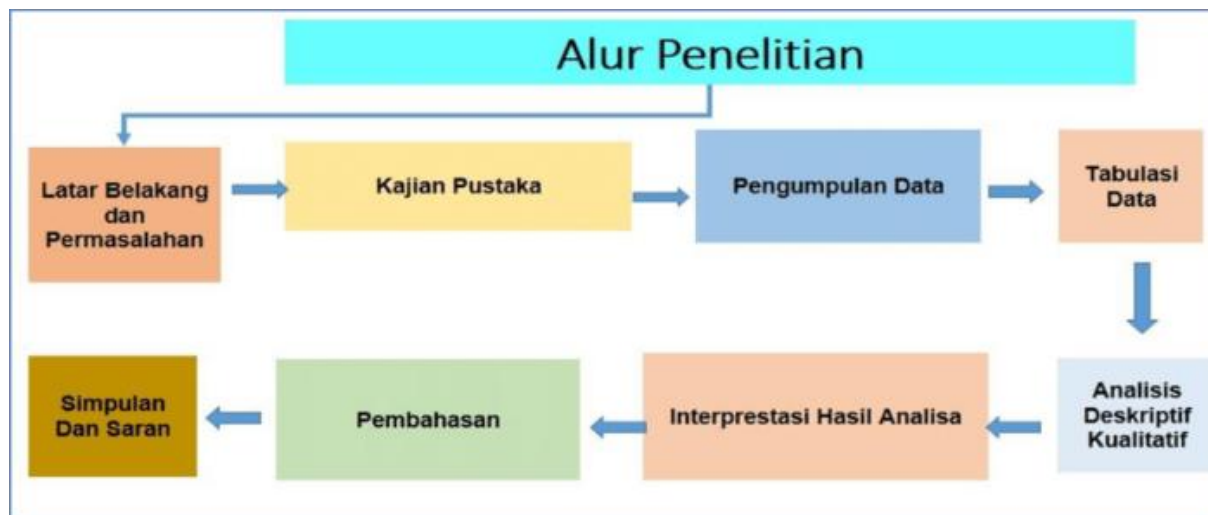 Alur Penelitian
Latar Belakang
dan
Permasalahan
Kajian Pustaka
Pengumpulan Data
Tabulasi
Data
Analisis
Deskriptif
Kualitatif
Interprestasi Hasil Analisa
Pembahasan
Simpulan
Dan Saran